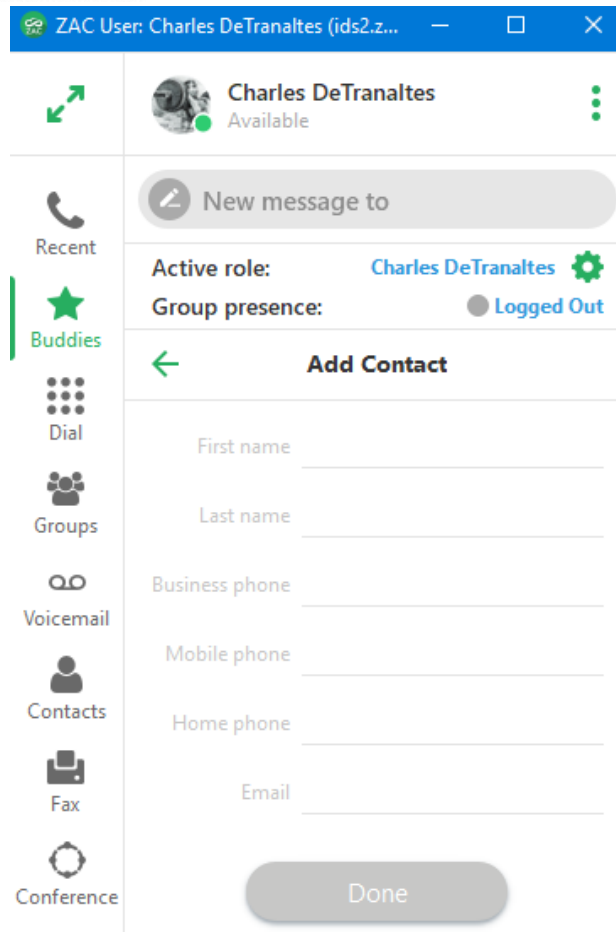 ZAC User: Charles DeTranaltes (ids2.z...
Charles DeTranaltes
Available
New message to
Recent
Active role: Charles DeTranaltes
Group presence: Logged Out
Buddies
Add Contact
Dial
First name
Groups
Last name
Business phone
Voicemail
Mobile phone
Contacts
Home phone
Fax
Email
Conference
Done